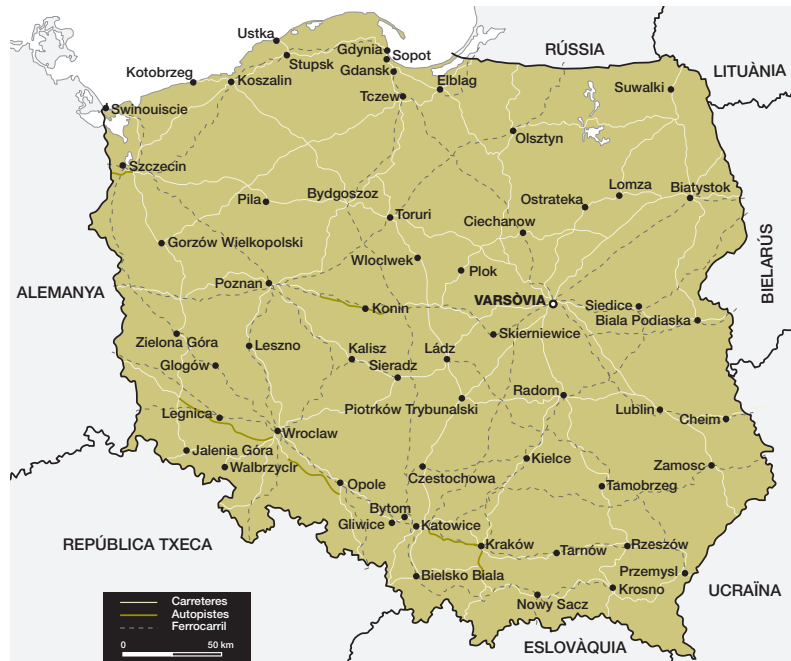 Ustka
Gdynia
Sopot
RÚSSIA
Stupsk
LITUÀNIA
Kotobrzeg
Koszalin
Gdansk
Elblag
Suwalki
Tczew
Swinouiscie
Olsztyn
Szczecin
Pila
Bydgoszoz
Lomza
Biatystok
Ostrateka
Toruri
Ciechanow
Gorzów Wielkopolski
Wloclwek
Plok
BIELARÚS
ALEMANYA
Poznan
VARSÒVIA
Konin
Siedice
Biala Podiaska
Zielona Góra
Leszno
Kalisz
Ládz
Skierniewice
Glogów
Sieradz
Radom
Legnica
Piotrków Trybunalski
Lublin
Cheim
Wroclaw
Jalenia Góra
Walbrzycir
Kielce
Zamosc
Opole
Czestochowa
Tamobrzeg
Bytom
Gliwice
Katowice
REPÚBLICA TXECA
Kraków
Tarnów
Rzeszów
Bielsko Biala
Przemysl
UCRAÏNA
Krosno
Nowy Sacz
Carreteres
Autopistes
Ferrocarril
0 50 km
ESLOVÀQUIA